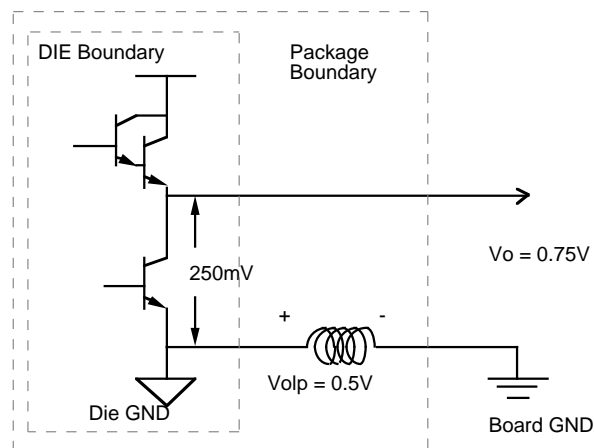 DIE Boundary
Package
Boundary
250mV
Vo = 0.75V
+ -
Volp = 0.5V
Die GND
Board GND